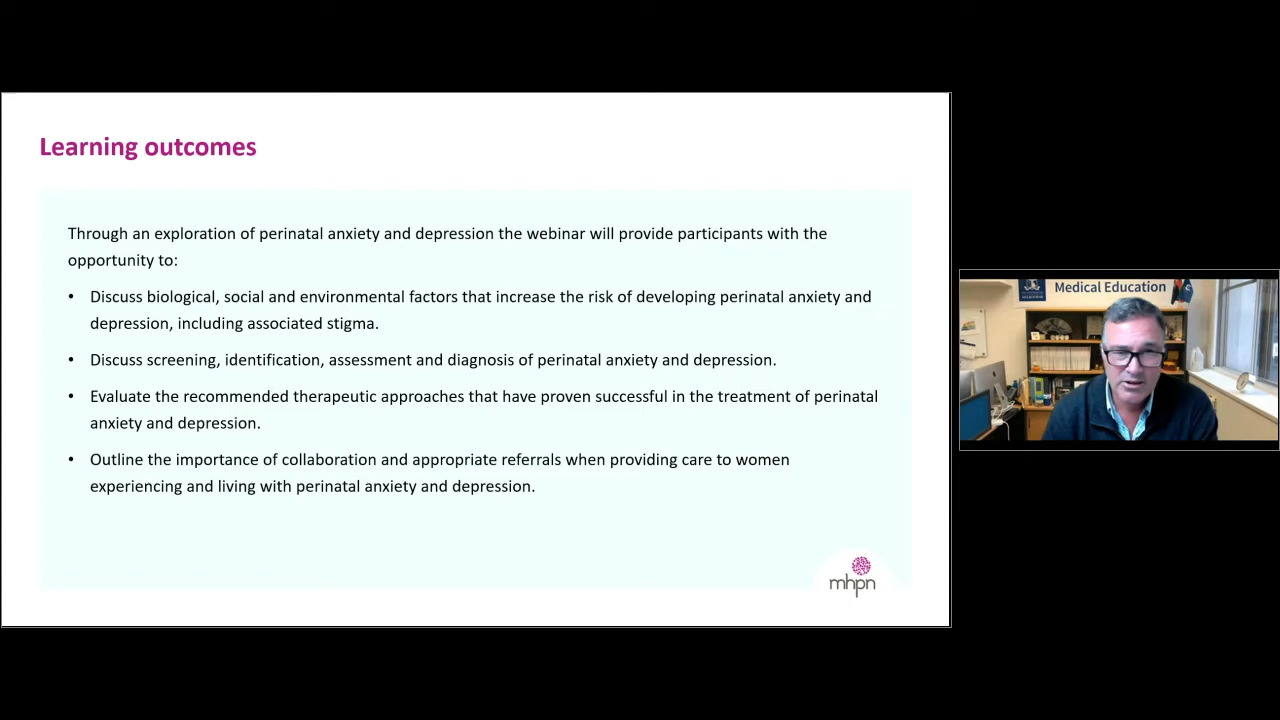 Learning outcomes
Through an exploration of perinatal anxiety and depression the webinar will provide participants with the
opportunity to:
• Discuss biological, social and environmental factors that increase the risk of developing perinatal anxiety and
depression, including associated stigma.
• Discuss screening, identification, assessment and diagnosis of perinatal anxiety and depression.
• Evaluate the recommended therapeutic approaches that have proven successful in the treatment of perinatal
anxiety and depression.
• Outline the importance of collaboration and appropriate referrals when providing care to women
experiencing and living with perinatal anxiety and depression.
mhpn
Medical Education